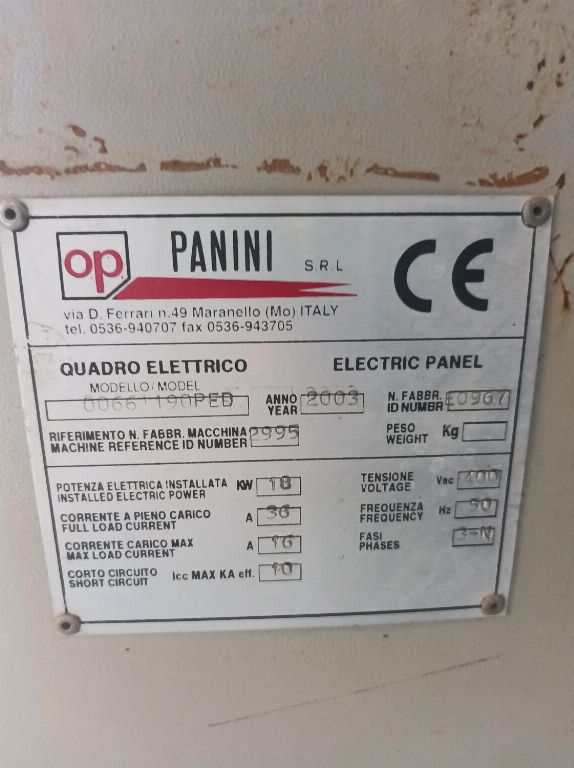 op PANINI S.R.L CE
via D. Ferrari n.49 Maranello (Mo) ITALY
tel. 0536-940707 fax 0536-943705
QUADRO ELETTRICO ELECTRIC PANEL
MODELLO/MODEL 00661190PED ANNO YEAR 2003 N. FABBR. ID NUMBR E0967
RIFERIMENTO N. FABBR. MACCHINA
MACHINE REFERENCE ID NUMBER 2995 PESO WEIGHT Kg
POTENZA ELETTRICA INSTALLATA
INSTALLED ELECTRIC POWER KW 18
CORRENTE A PIENO CARICO
FULL LOAD CURRENT A 36
CORRENTE CARICO MAX
MAX LOAD CURRENT A 16
CORTO CIRCUITO
SHORT CIRCUIT Icc MAX KA eff. 10
TENSIONE
VOLTAGE Vac 400
FREQUENZA
FREQUENCY Hz 50
FASI
PHASES 3-N